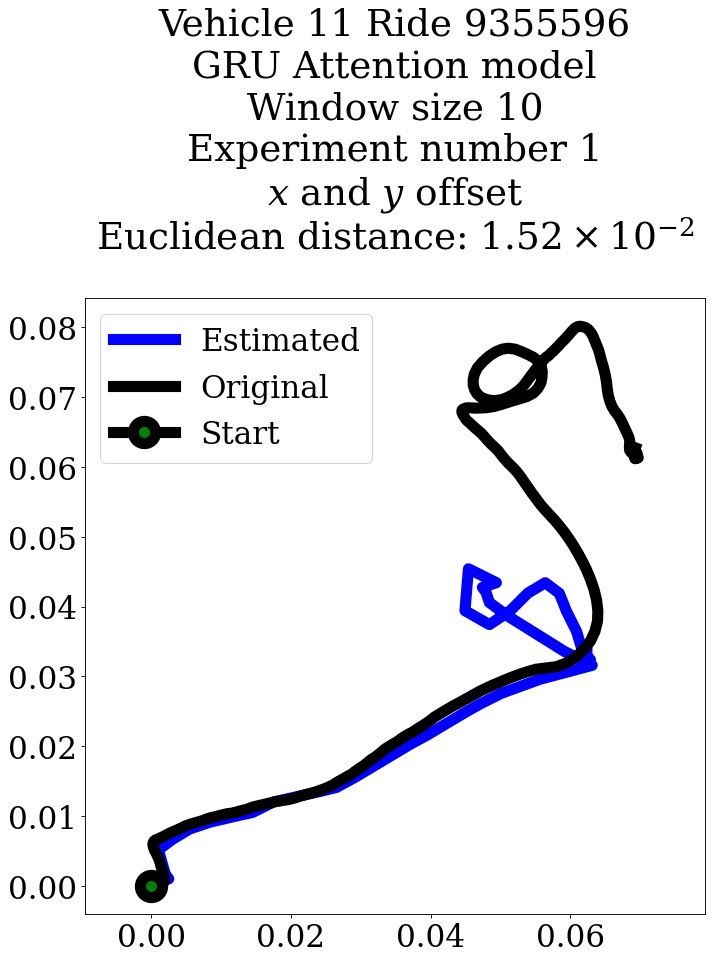 Vehicle 11 Ride 9355596
GRU Attention model
Window size 10
Experiment number 1
x and y offset
Euclidean distance: 1.52 × 10⁻²
Estimated
Original
Start
0.08
0.07
0.06
0.05
0.04
0.03
0.02
0.01
0.00
0.00 0.02 0.04 0.06